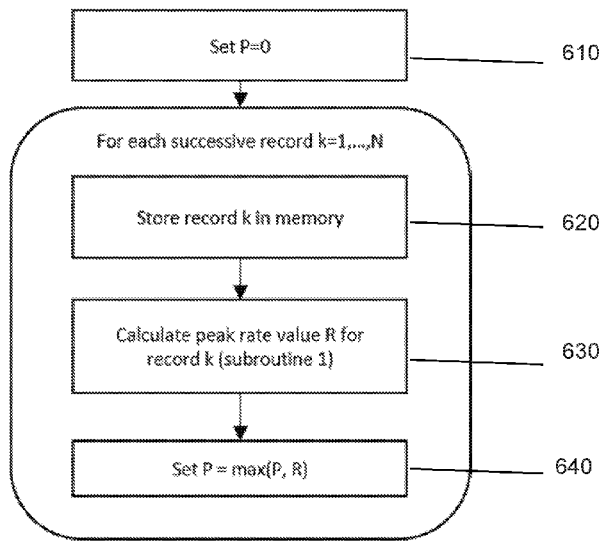 Set P=0
610
For each successive record k=1,...,N
Store record k in memory
620
Calculate peak rate value R for
record k (subroutine 1)
630
Set P = max(P, R)
640